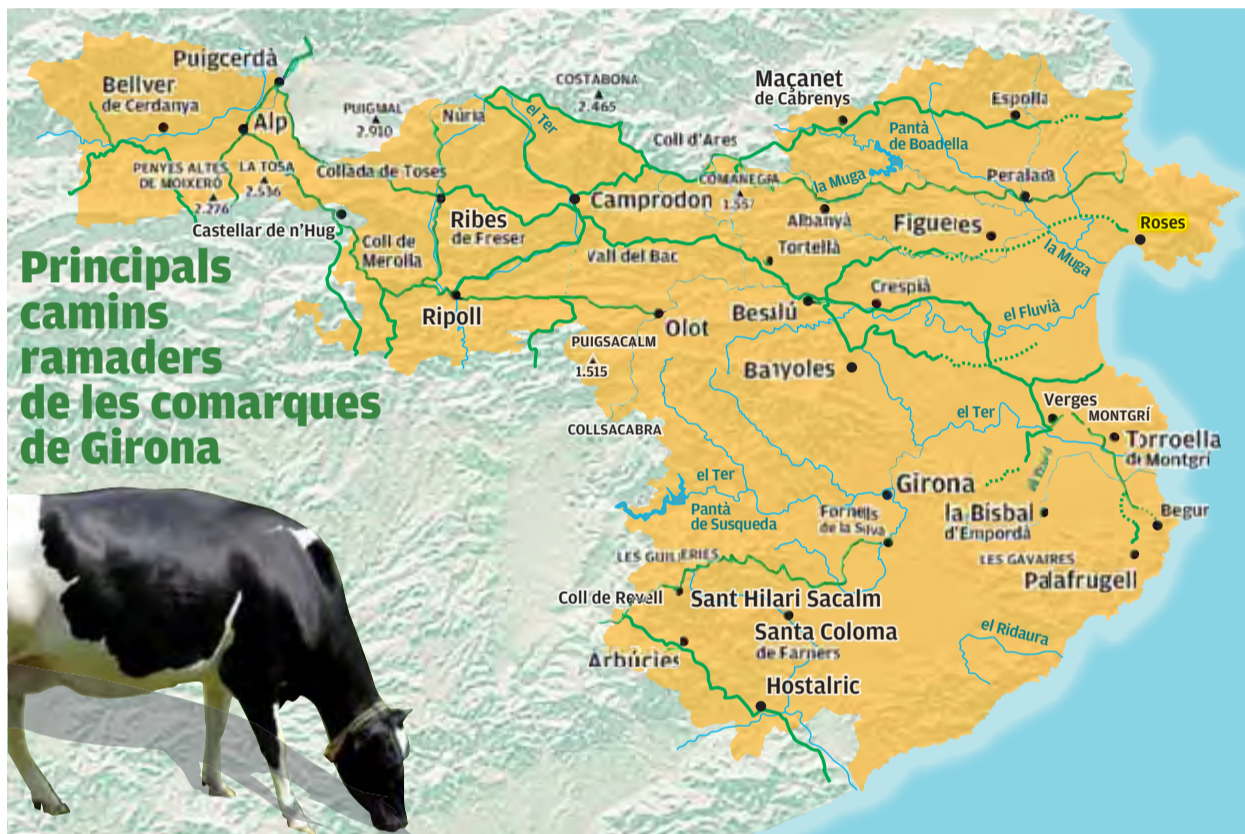 Principals
camins
ramaders
de les comarques
de Girona
Puigcerdà
Bellver
de Cerdanya
Alp
PUIGMAL
2.910
Núria
el Ter
COSTABONA
2.465
Coll d'Ares
Maçanet
de Cabrenys
Espolla
Pantà
de Boadella
PENYES ALTES
DE MOIXERÓ
2.276
LA TOSA
2.536
Collada de Toses
COMANEGRA
1.557
la Muga
Peralada
Castellar de n'Hug
Coll de
Merolla
Ribes
de Freser
Camprodon
Albanyà
Figueres
Roses
Vall del Bac
Tortellà
la Muga
Ripoll
Olot
Besalú
Crespià
el Fluvià
PUIGSACALM
1.515
Banyoles
COLLSACABRA
el Ter
Verges
MONTGRÍ
Torroella
de Montgrí
el Ter
Pantà
de Susqueda
Girona
Fornells
de la Silva
la Bisbal
d'Empordà
Begur
LES GAVARRES
Palafrugell
LES GUILLERIES
Coll de Revell
Sant Hilari Sacalm
Santa Coloma
de Farners
el Ridaura
Arbúcies
Hostalric